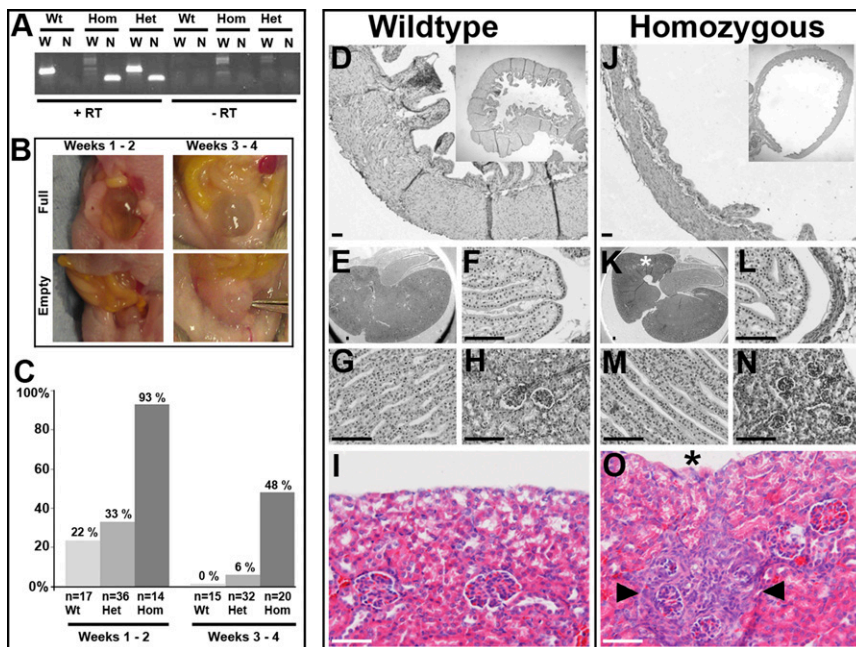 A
Wt Hom Het Wt Hom Het
W N W N W N W N W N W N
+ RT - RT
B
Weeks 1 - 2 Weeks 3 - 4
Full
Empty
C
100%
80
60
40
20
0%
22 % 33 % 93 % 0 % 6 % 48 %
n=17 n=36 n=14 n=15 n=32 n=20
Wt Het Hom Wt Het Hom
Weeks 1 - 2 Weeks 3 - 4
Wildtype Homozygous
D
J
E
F
K
*
L
G
H
M
N
I
O
*